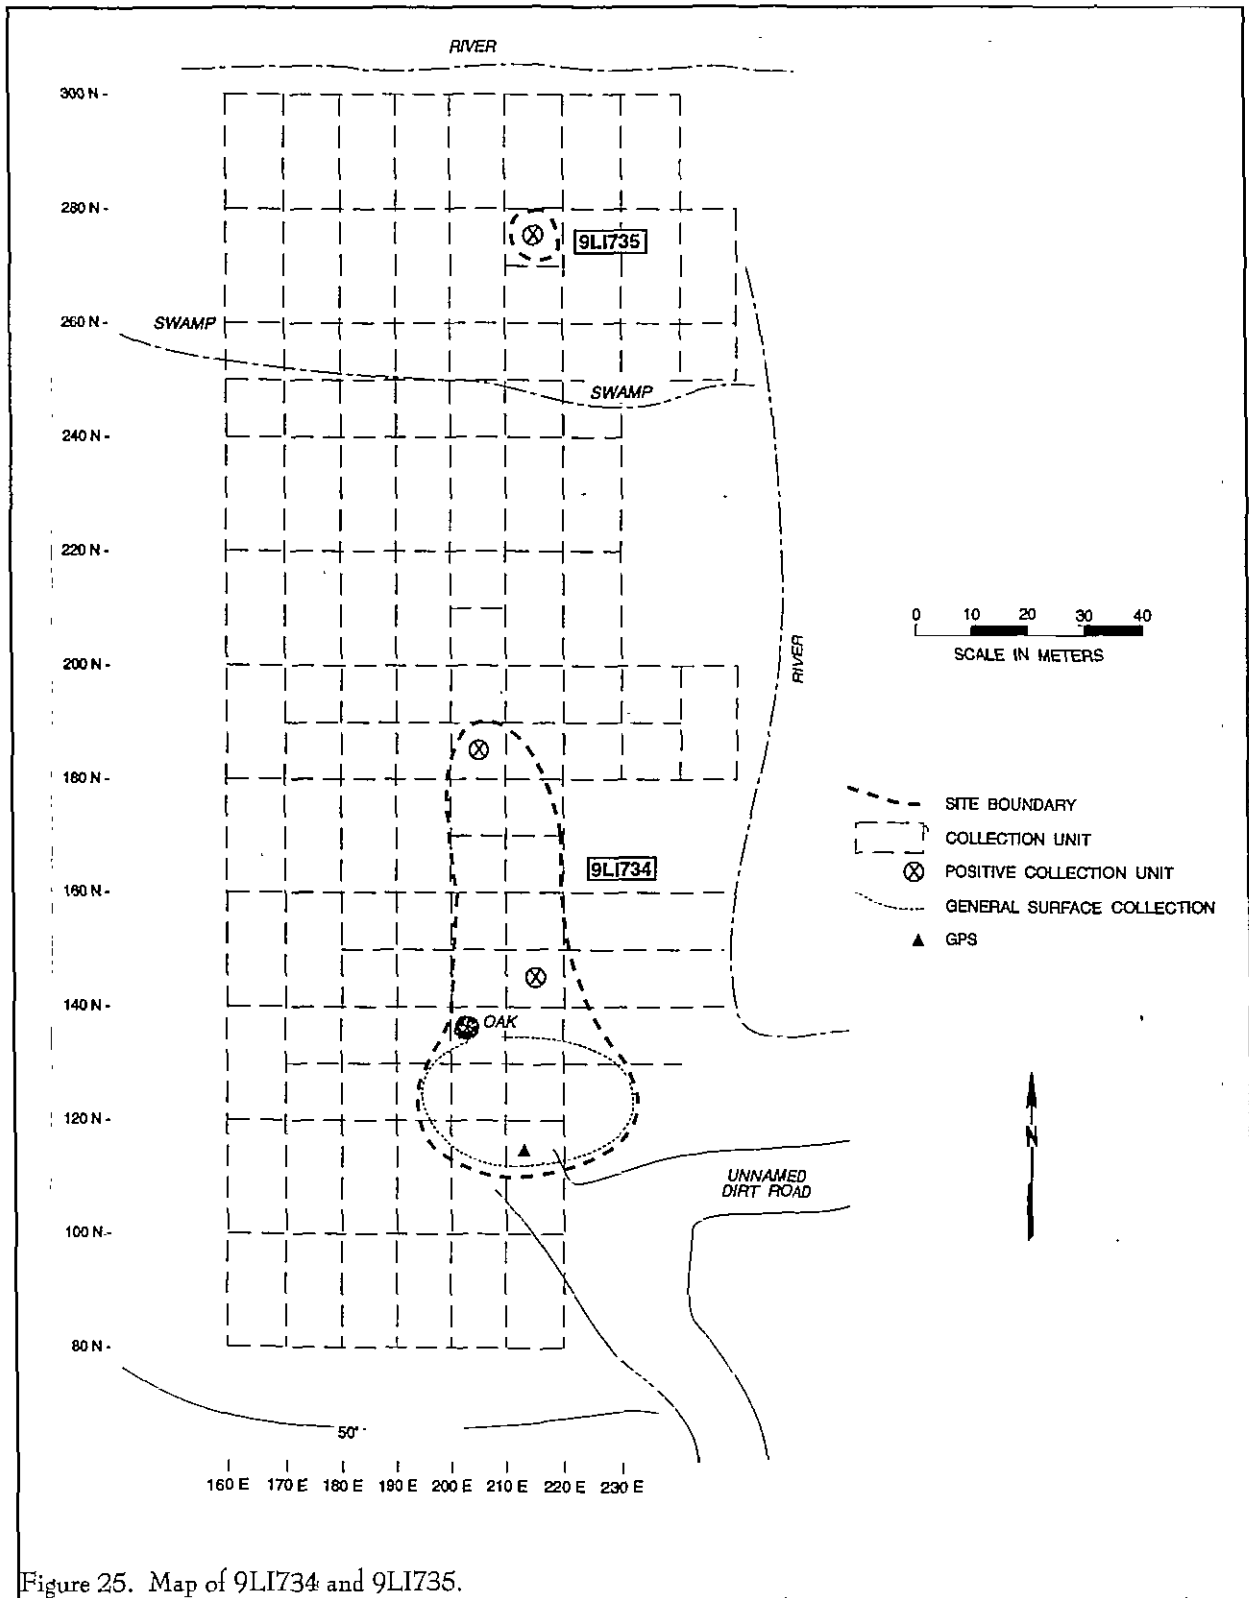 RIVER
300 N -
280 N -
9LI735
260 N -
SWAMP
SWAMP
240 N -
220 N -
0 10 20 30 40
SCALE IN METERS
200 N -
RIVER
180 N -
SITE BOUNDARY
COLLECTION UNIT
9LI734
POSITIVE COLLECTION UNIT
160 N -
GENERAL SURFACE COLLECTION
GPS
140 N -
OAK
120 N -
N
UNNAMED
DIRT ROAD
100 N -
80 N -
50'
160 E 170 E 180 E 190 E 200 E 210 E 220 E 230 E
Figure 25. Map of 9LI734 and 9LI735.